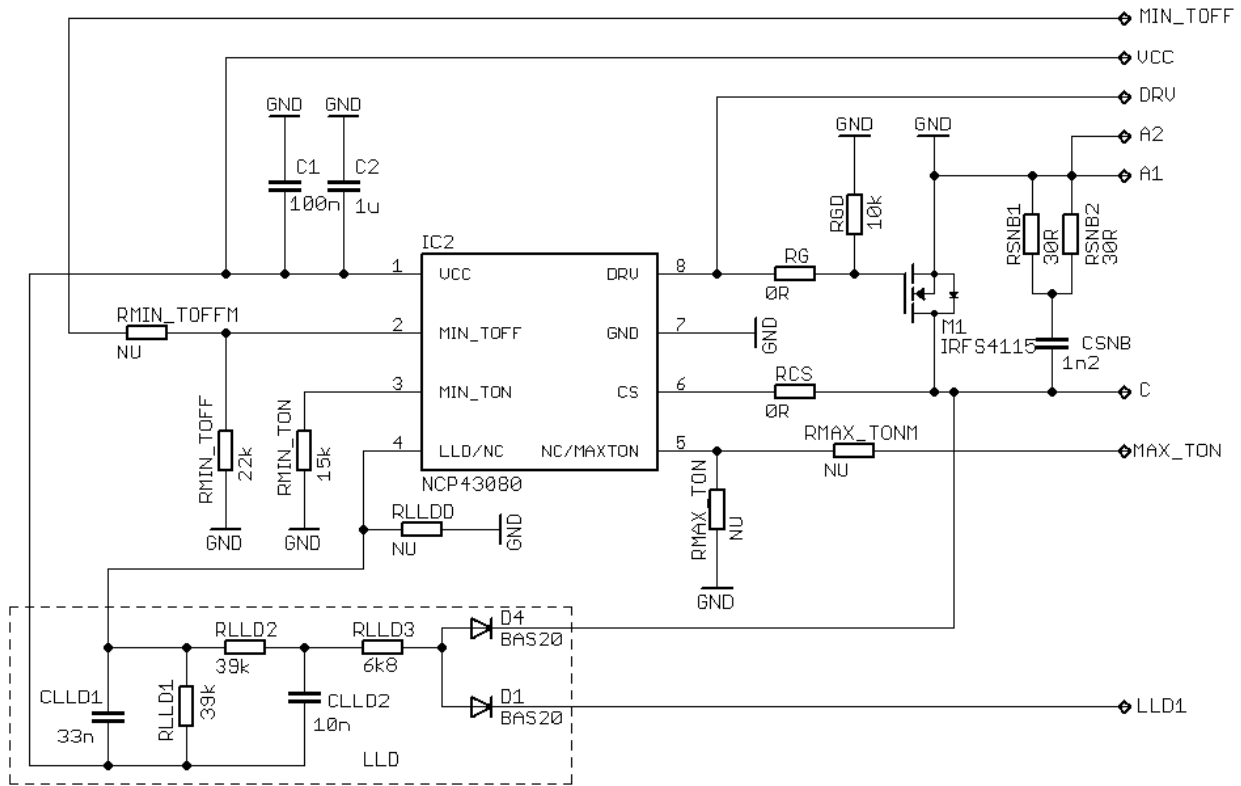 MIN_TOFF
VCC
DRV
GND GND GND GND
A2
A1
C1
100n
C2
1u
RGD
10k
RSNB1
30R
RSNB2
30R
IC2
1 VCC DRV 8
RG
0R
M1
IRFS4115
CSNB
1n2
RMIN_TOFFM
NU
2 MIN_TOFF GND 7
GND
3 MIN_TON CS 6
RCS
0R
C
RMIN_TOFF
22k
RMIN_TON
15k
4 LLD/NC NC/MAXTON 5
RMAX_TONM
NU
MAX_TON
NCP43080
RMAX_TON
NU
RLLDD
NU
GND
GND GND
GND
D4
BAS20
RLLD2
39k
RLLD3
6k8
CLLD1
33n
RLLD1
39k
CLLD2
10n
D1
BAS20
LLD1
LLD